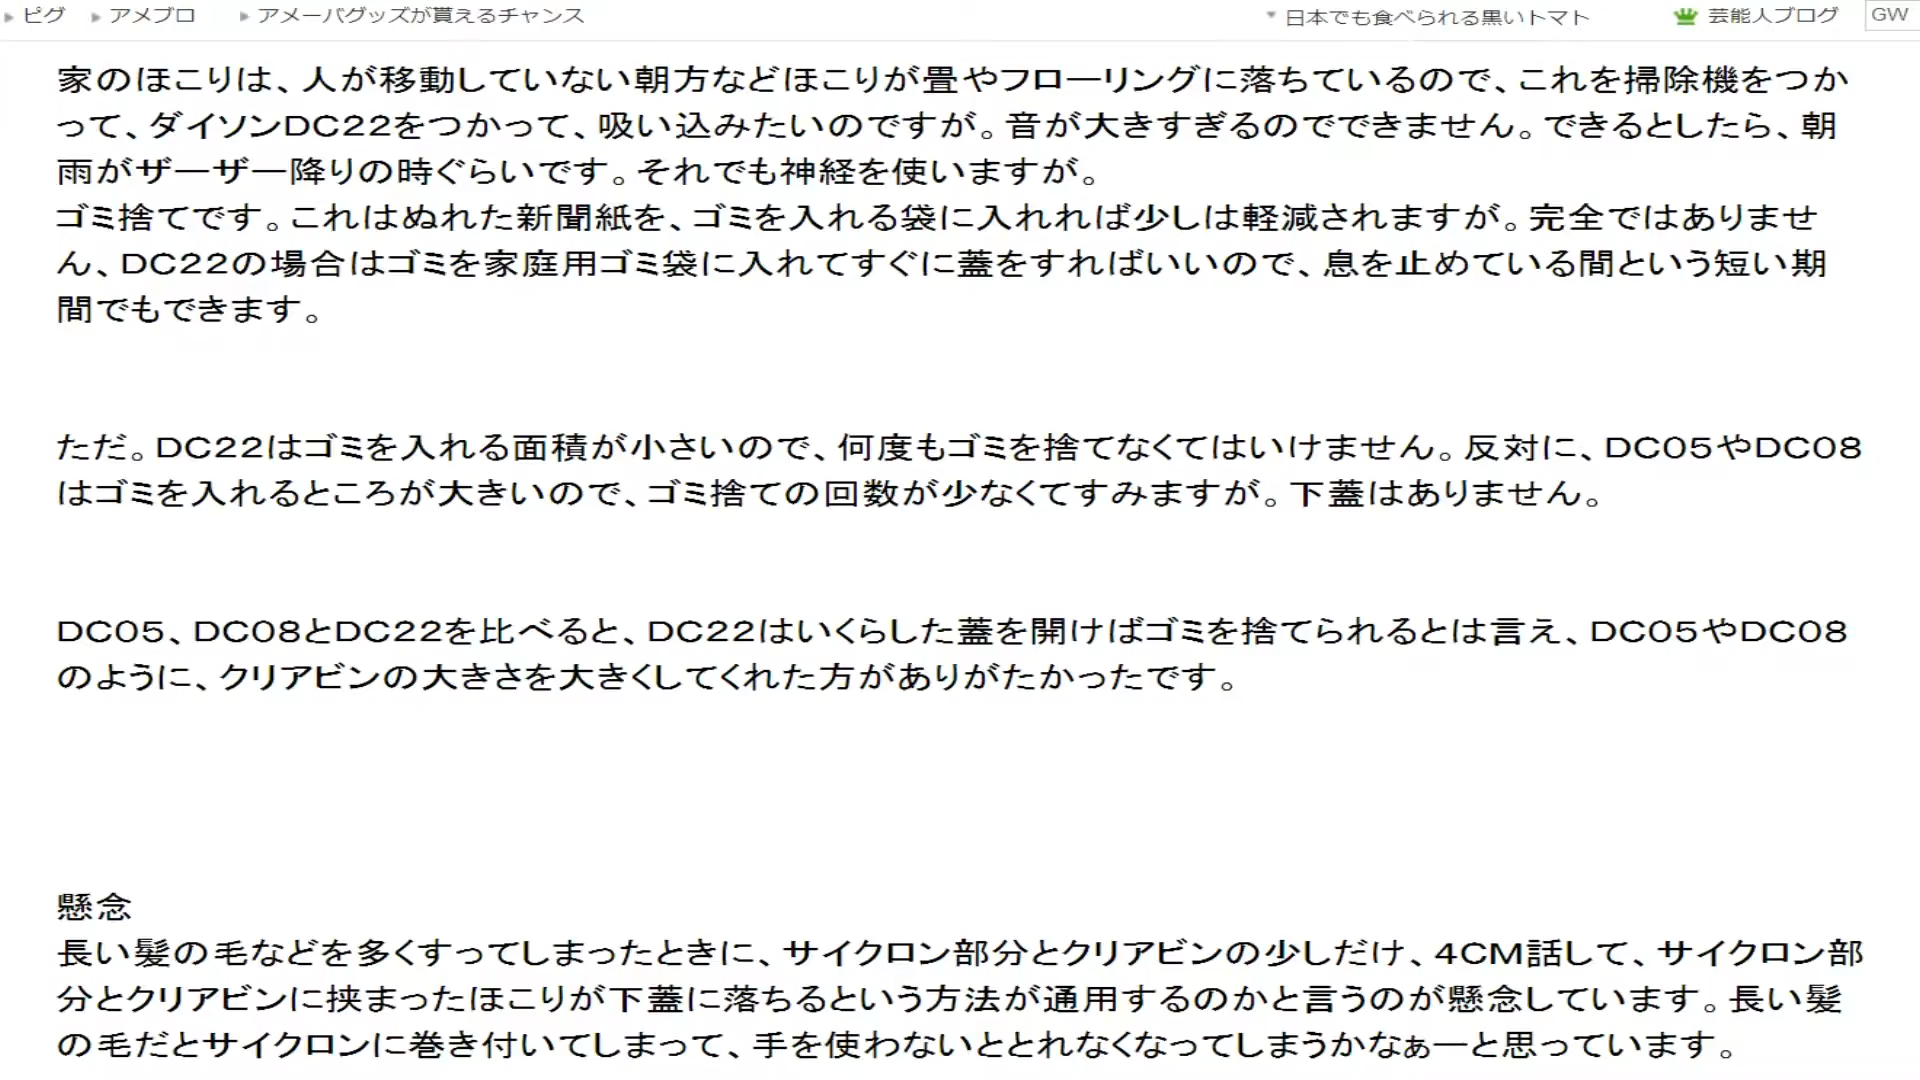 ピグ アメブロ アメーバグッズが貰えるチャンス 日本でも食べられる黒いトマト 芸能人ブログ GW
家のほこりは、人が移動していない朝方などほこりが畳やフローリングに落ちているので、これを掃除機をつか
って、ダイソンDC22をつかって、吸い込みたいのですが。音が大きすぎるのでできません。できるとしたら、朝
雨がザーザー降りの時ぐらいです。それでも神経を使いますが。
ゴミ捨てです。これはぬれた新聞紙を、ゴミを入れる袋に入れれば少しは軽減されますが。完全ではありませ
ん、DC22の場合はゴミを家庭用ゴミ袋に入れてすぐに蓋をすればいいので、息を止めている間という短い期
間でもできます。
ただ。DC22はゴミを入れる面積が小さいので、何度もゴミを捨てなくてはいけません。反対に、DC05やDC08
はゴミを入れるところが大きいので、ゴミ捨ての回数が少なくてすみますが。下蓋はありません。
DC05、DC08とDC22を比べると、DC22はいくらした蓋を開けばゴミを捨てられるとは言え、DC05やDC08
のように、クリアビンの大きさを大きくしてくれた方がありがたかったです。
懸念
長い髪の毛などを多くすってしまったときに、サイクロン部分とクリアビンの少しだけ、4CM話して、サイクロン部
分とクリアビンに挟まったほこりが下蓋に落ちるという方法が通用するのかと言うのが懸念しています。長い髪
の毛だとサイクロンに巻き付いてしまって、手を使わないととれなくなってしまうかなぁーと思っています。